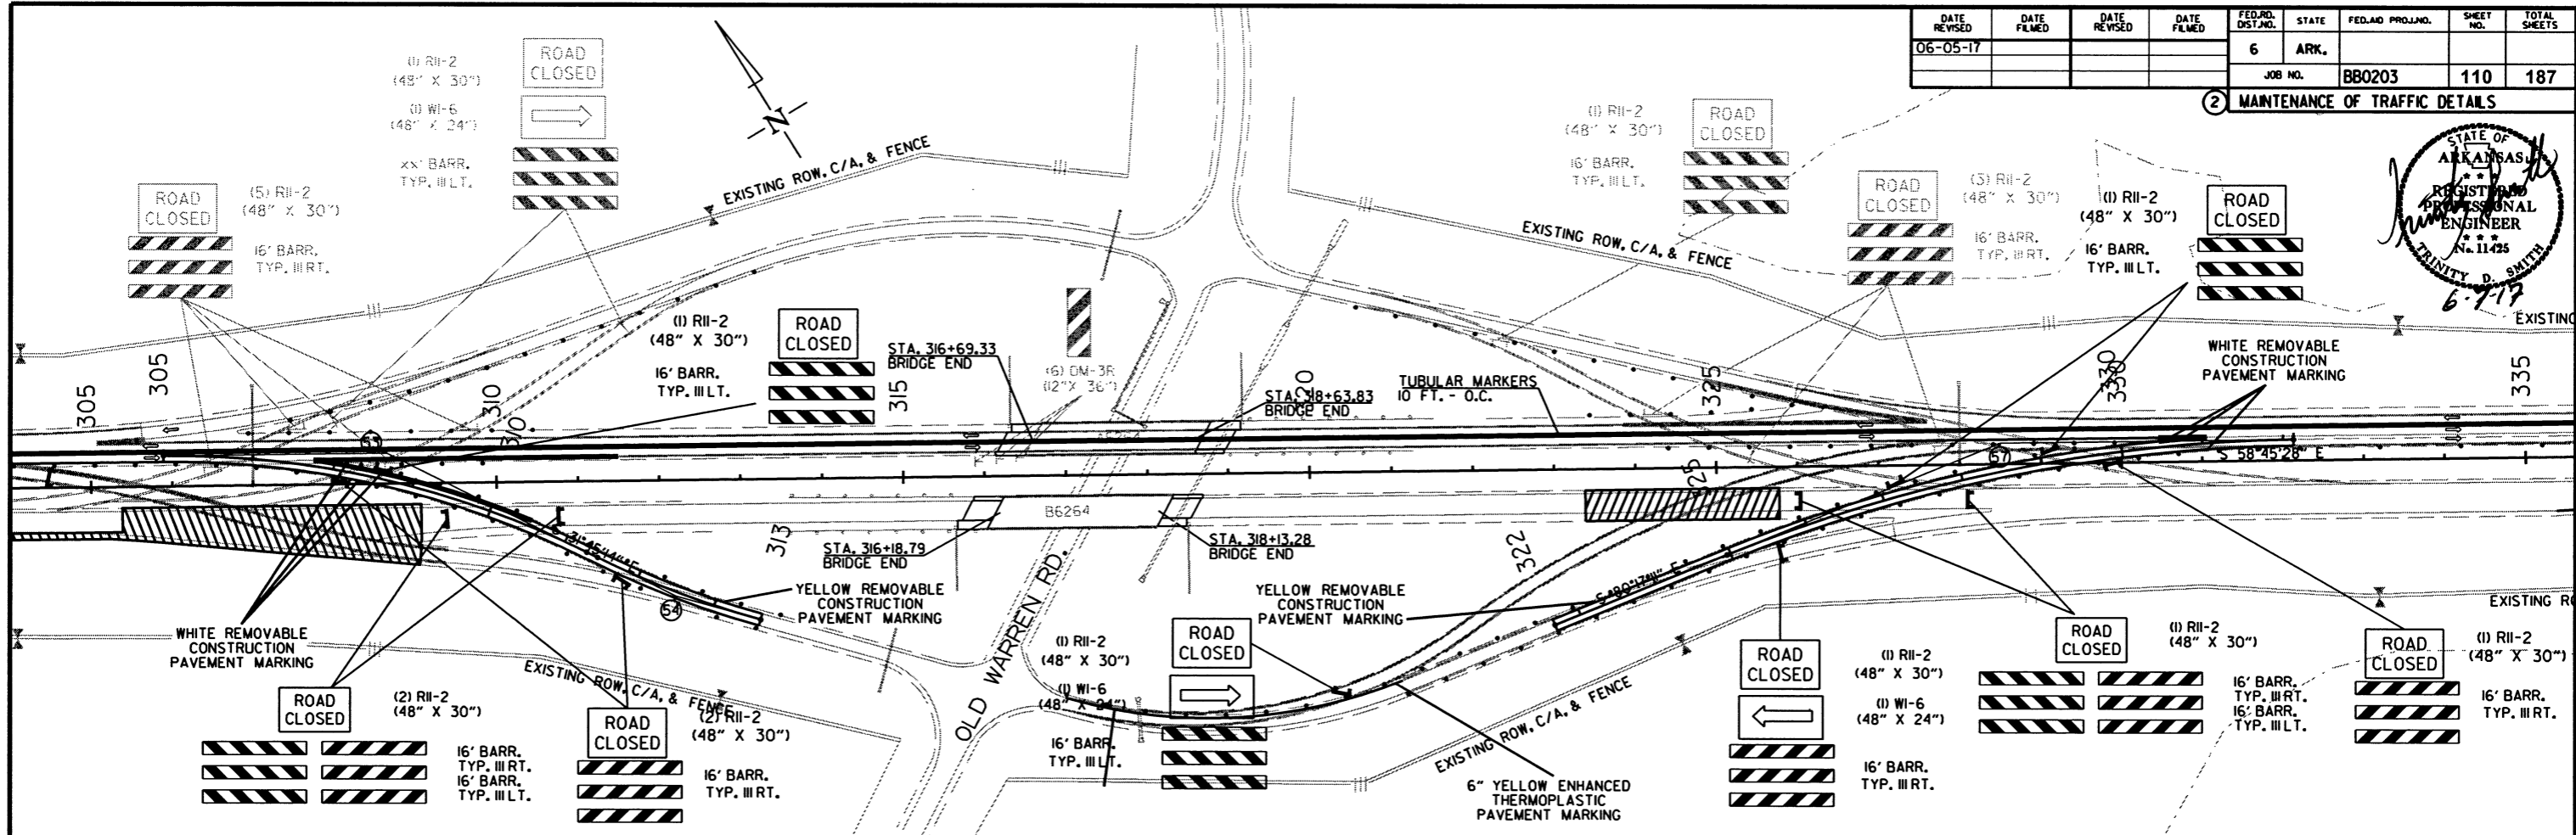 DATE REVISED
DATE FILMED
DATE REVISED
DATE FILMED
FED.RD. DIST.NO.
STATE
FED.AID PROJ.NO.
SHEET NO.
TOTAL SHEETS
06-05-17
6
ARK.
JOB NO.
BB0203
110
187
2 MAINTENANCE OF TRAFFIC DETAILS
STATE OF
ARKANSAS
REGISTERED
PROFESSIONAL
ENGINEER
No. 11425
TRINITY D. SMITH
6-7-17
(1) R11-2
(48" X 30")
ROAD
CLOSED
(1) W1-6
(48" X 24")
xx' BARR.
TYP. III LT.
N
EXISTING ROW, C/A, & FENCE
ROAD
CLOSED
(5) R11-2
(48" X 30")
16' BARR.
TYP. III RT.
(1) R11-2
(48" X 30")
ROAD
CLOSED
16' BARR.
TYP. III LT.
(6) OM-3R
(12" X 36")
(1) R11-2
(48" X 30")
ROAD
CLOSED
16' BARR.
TYP. III LT.
EXISTING ROW, C/A, & FENCE
ROAD
CLOSED
(3) R11-2
(48" X 30")
16' BARR.
TYP. III RT.
(1) R11-2
(48" X 30")
ROAD
CLOSED
16' BARR.
TYP. III LT.
EXISTING
WHITE REMOVABLE
CONSTRUCTION
PAVEMENT MARKING
STA. 316+69.33
BRIDGE END
STA. 318+63.83
BRIDGE END
TUBULAR MARKERS
10 FT. - O.C.
305
305
310
310
315
320
325
325
330
330
335
53
57
S 58°45'28" E
B6264
313
STA. 316+18.79
BRIDGE END
STA. 318+13.28
BRIDGE END
322
54
YELLOW REMOVABLE
CONSTRUCTION
PAVEMENT MARKING
YELLOW REMOVABLE
CONSTRUCTION
PAVEMENT MARKING
S 80°17'11" E
OLD WARREN RD.
WHITE REMOVABLE
CONSTRUCTION
PAVEMENT MARKING
EXISTING ROW, C/A, & FENCE
ROAD
CLOSED
(2) R11-2
(48" X 30")
16' BARR.
TYP. III RT.
16' BARR.
TYP. III LT.
ROAD
CLOSED
(2) R11-2
(48" X 30")
16' BARR.
TYP. III RT.
(1) R11-2
(48" X 30")
ROAD
CLOSED
(1) W1-6
(48" X 24")
16' BARR.
TYP. III LT.
EXISTING ROW, C/A, & FENCE
6" YELLOW ENHANCED
THERMOPLASTIC
PAVEMENT MARKING
ROAD
CLOSED
(1) R11-2
(48" X 30")
(1) W1-6
(48" X 24")
16' BARR.
TYP. III RT.
ROAD
CLOSED
(1) R11-2
(48" X 30")
16' BARR.
TYP. III RT.
16' BARR.
TYP. III LT.
EXISTING
ROAD
CLOSED
(1) R11-2
(48" X 30")
16' BARR.
TYP. III RT.